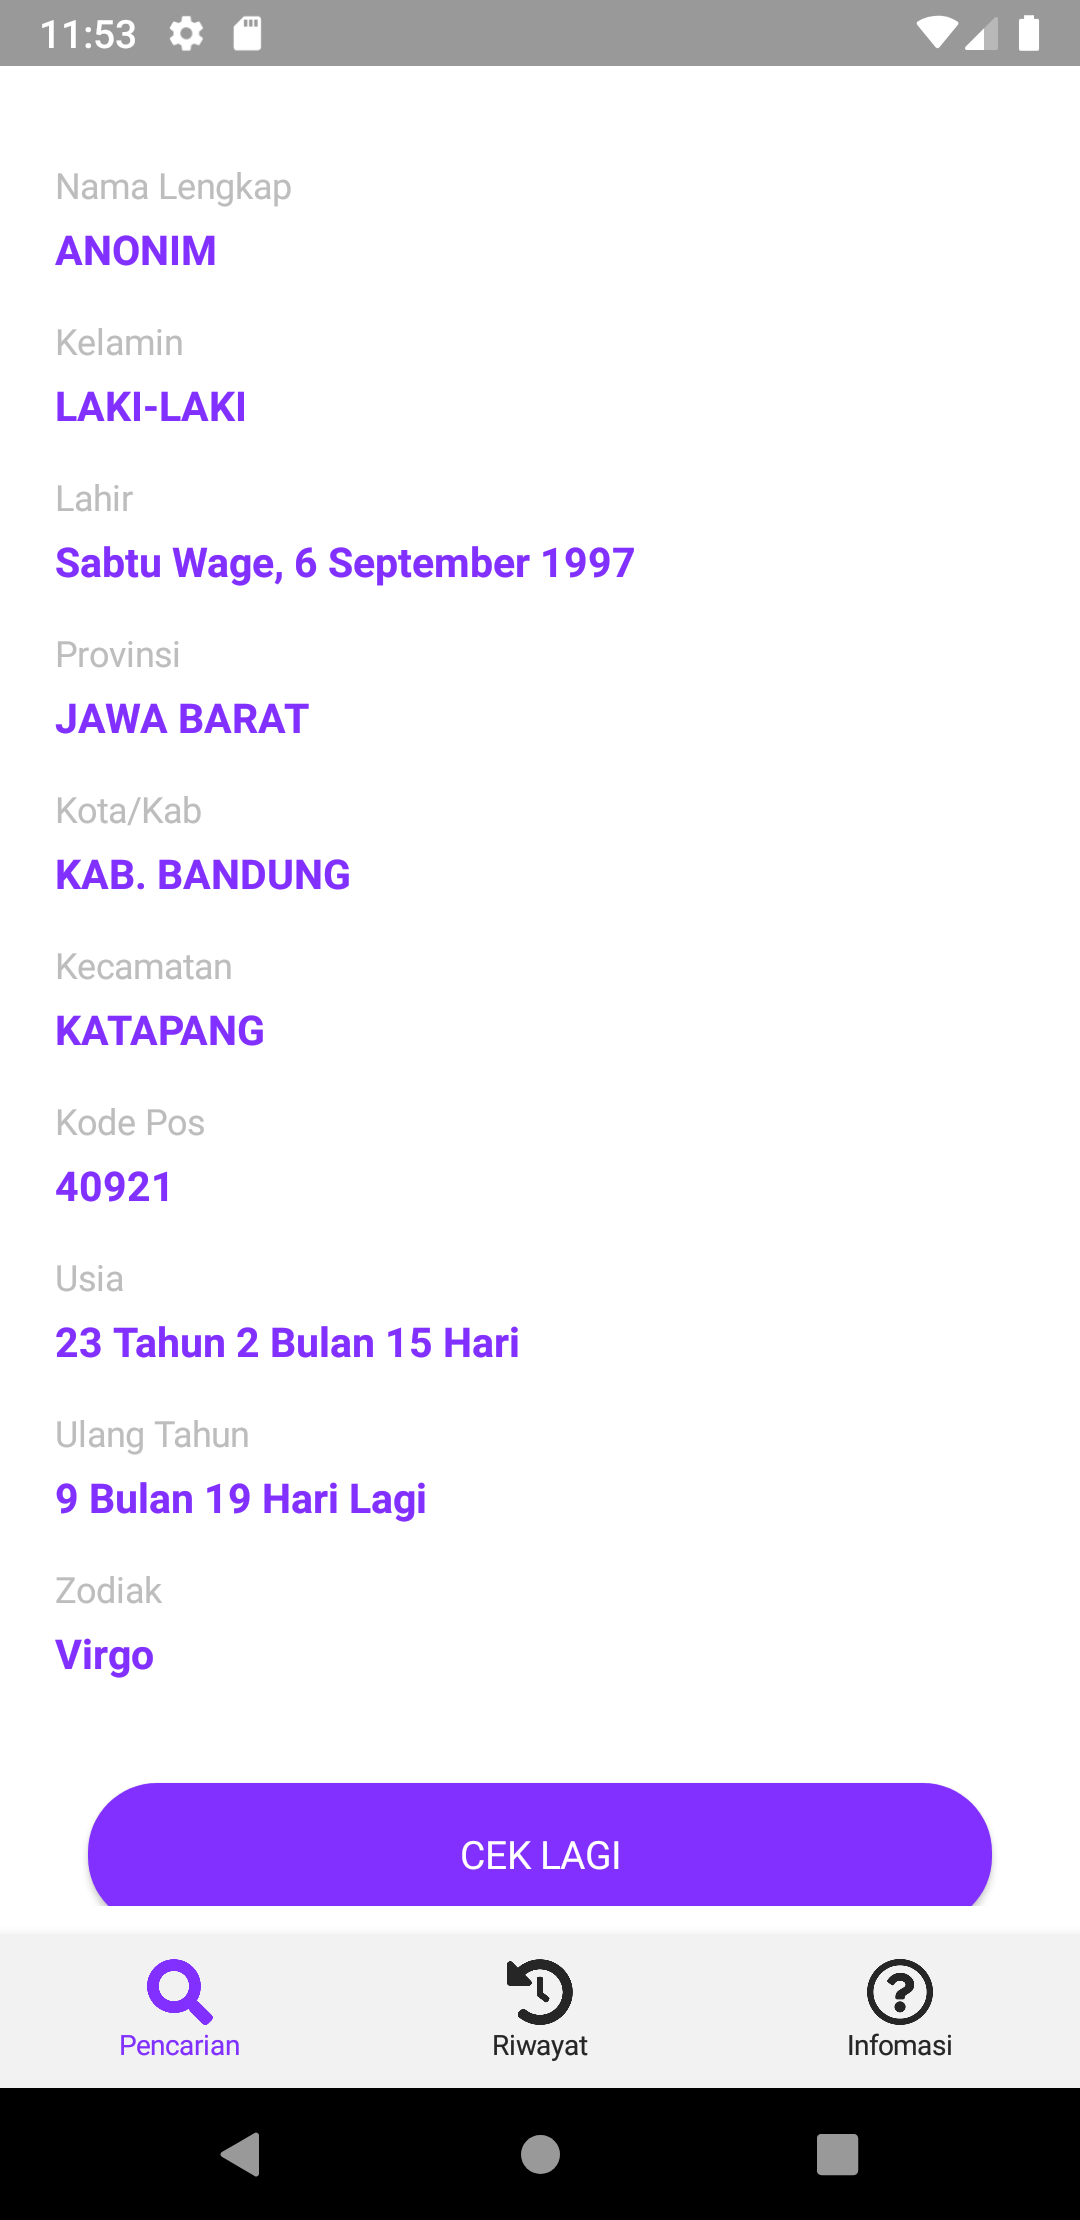 11:53
Nama Lengkap
ANONIM
Kelamin
LAKI-LAKI
Lahir
Sabtu Wage, 6 September 1997
Provinsi
JAWA BARAT
Kota/Kab
KAB. BANDUNG
Kecamatan
KATAPANG
Kode Pos
40921
Usia
23 Tahun 2 Bulan 15 Hari
Ulang Tahun
9 Bulan 19 Hari Lagi
Zodiak
Virgo
CEK LAGI
Pencarian Riwayat Infomasi